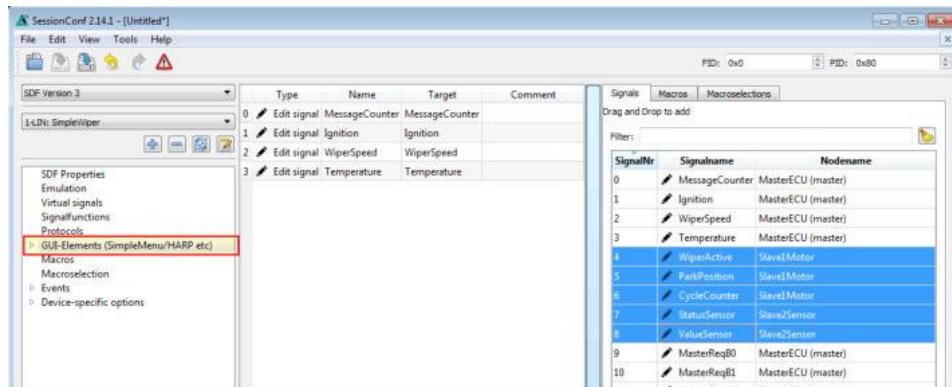 SessionConf 2.14.1 - [Untitled*]
File Edit View Tools Help
FID: 0x0 PID: 0x80
SDF Version 3
1-LIN: SimpleWiper
SDF Properties
Emulation
Virtual signals
Signalfunctions
Protocols
GUI-Elements (SimpleMenu/HARP etc)
Macros
Macroselection
Events
Device-specific options
Type Name Target Comment
0 Edit signal MessageCounter MessageCounter
1 Edit signal Ignition Ignition
2 Edit signal WiperSpeed WiperSpeed
3 Edit signal Temperature Temperature
Signals Macros Macroselections
Drag and Drop to add
Filter:
SignalNr Signalname Nodename
0 MessageCounter MasterECU (master)
1 Ignition MasterECU (master)
2 WiperSpeed MasterECU (master)
3 Temperature MasterECU (master)
4 WiperActive Slave1Motor
5 ParkPosition Slave1Motor
6 CycleCounter Slave1Motor
7 StatusSensor Slave2Sensor
8 ValueSensor Slave2Sensor
9 MasterReqB0 MasterECU (master)
10 MasterReqB1 MasterECU (master)